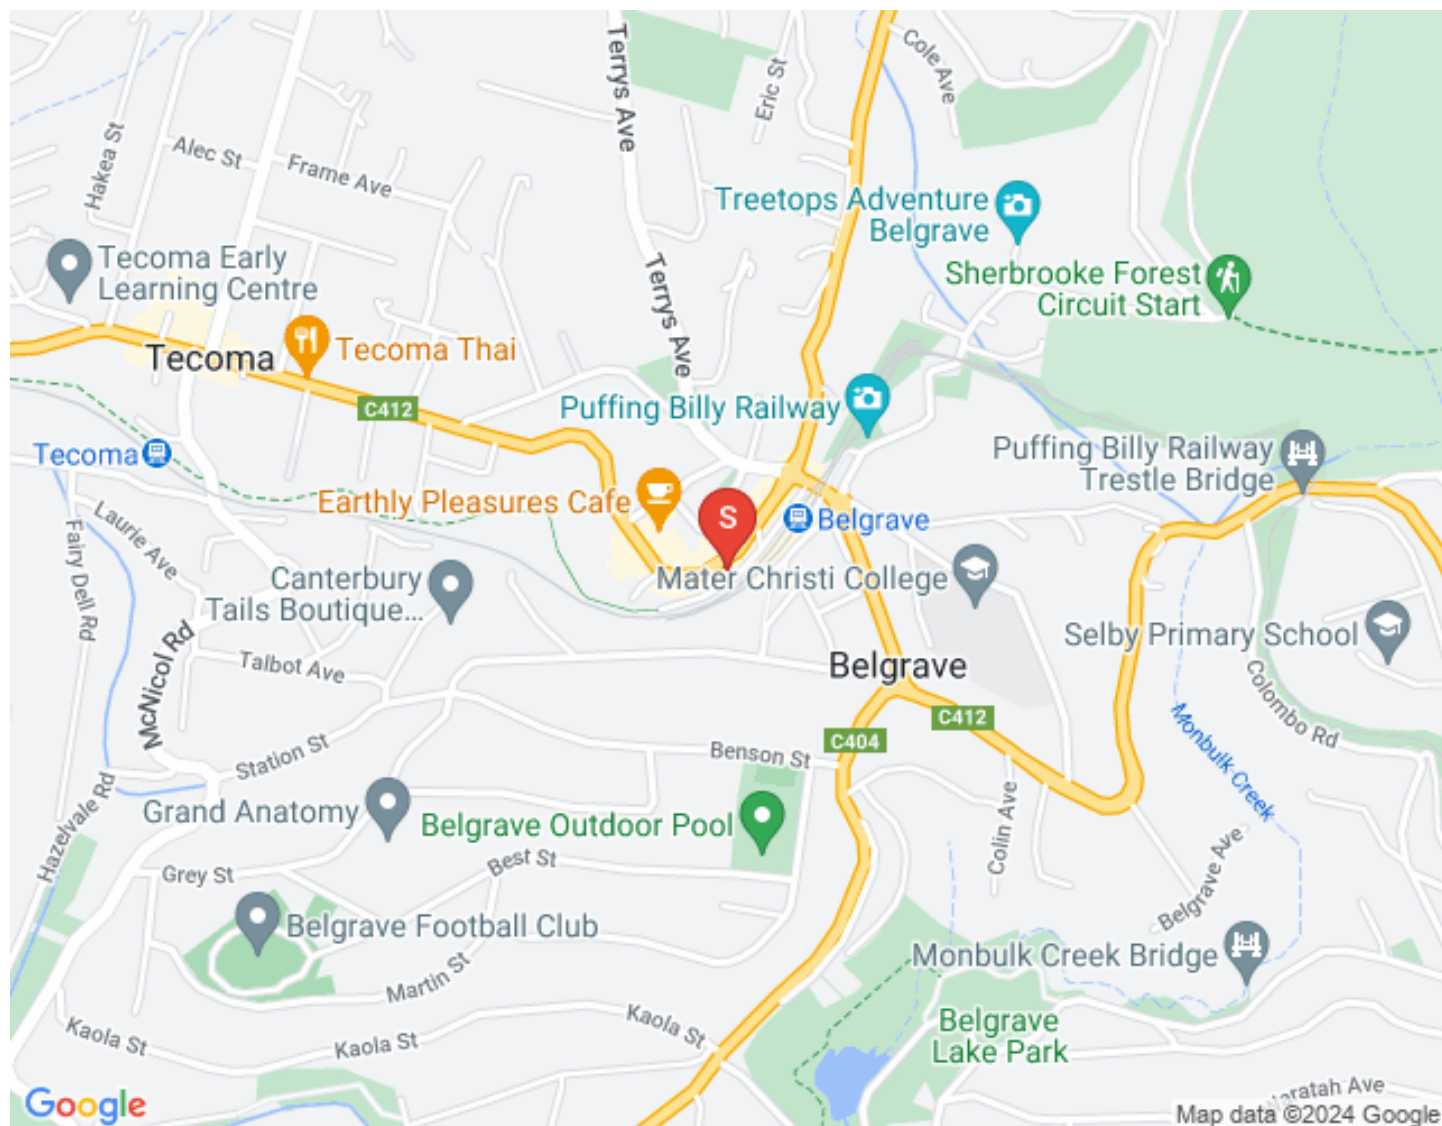 Terrys Ave
Cole Ave
Eric St
Hakea St
Alec St
Frame Ave
Treetops Adventure
Belgrave
Tecoma Early
Learning Centre
Terrys Ave
Sherbrooke Forest
Circuit Start
Tecoma
Tecoma Thai
C412
Puffing Billy Railway
Tecoma
Puffing Billy Railway
Trestle Bridge
Earthly Pleasures Cafe
S
Belgrave
Laurie Ave
Fairy Dell Rd
Canterbury
Tails Boutique...
Mater Christi College
Selby Primary School
McNicol Rd
Talbot Ave
Belgrave
Colombo Rd
C412
C404
Station St
Benson St
Monbulk Creek
Hazelvale Rd
Grand Anatomy
Belgrave Outdoor Pool
Colin Ave
Grey St
Best St
Belgrave Ave
Belgrave Football Club
Martin St
Monbulk Creek Bridge
Kaola St
Kaola St
Kaola St
Belgrave
Lake Park
Google
Ave
Map data ©2024 Google